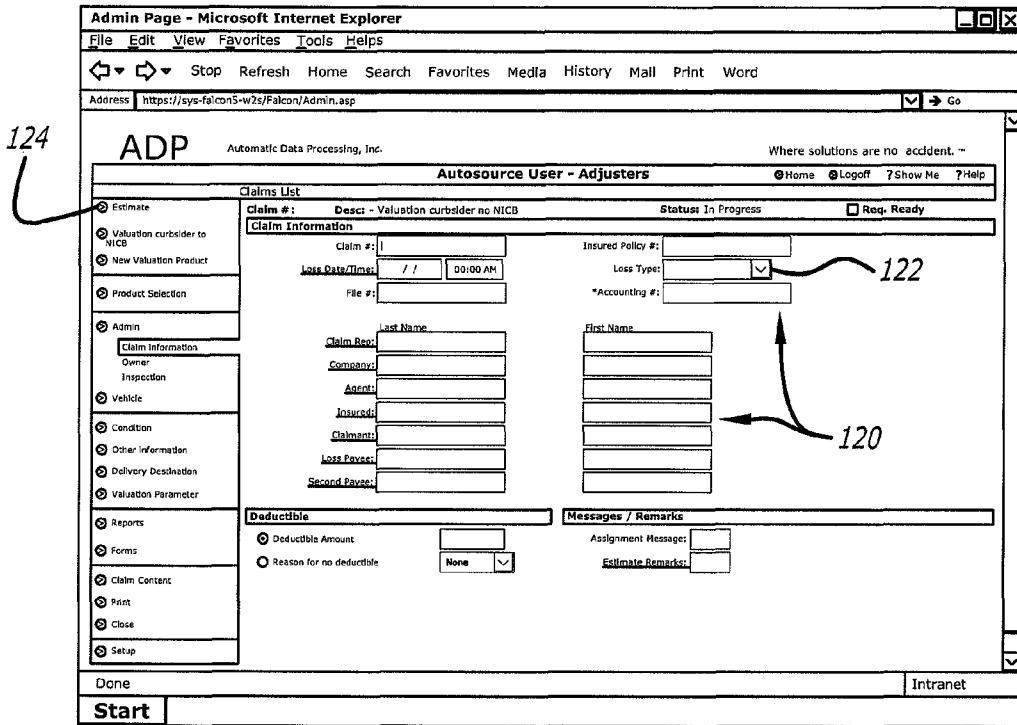 Admin Page - Microsoft Internet Explorer
File Edit View Favorites Tools Helps
Stop Refresh Home Search Favorites Media History Mail Print Word
Address https://sys-falcon5-w2s/Falcon/Admin.asp Go
124
ADP Automatic Data Processing, Inc. Where solutions are no accident. ™
Autosource User - Adjusters Home Logoff ?Show Me ?Help
Claims List
Estimate
Valuation curbsider to
NICB
New Valuation Product
Product Selection
Admin
Claim Information
Owner
Inspection
Vehicle
Condition
Other Information
Delivery Destination
Valuation Parameter
Reports
Forms
Claim Content
Print
Close
Setup
Claim #: Desc: - Valuation curbsider no NICB Status: In Progress Req. Ready
Claim Information
Claim #: Insured Policy #:
Loss Date/Time: / / 00:00 AM Loss Type: 122
File #: *Accounting #:
Last Name First Name
Claim Rep:
Company:
Agent:
Insured:
Claimant: 120
Loss Payee:
Second Payee:
Deductible Messages / Remarks
Deductible Amount Assignment Message:
Reason for no deductible None Estimate Remarks:
Done Intranet
Start